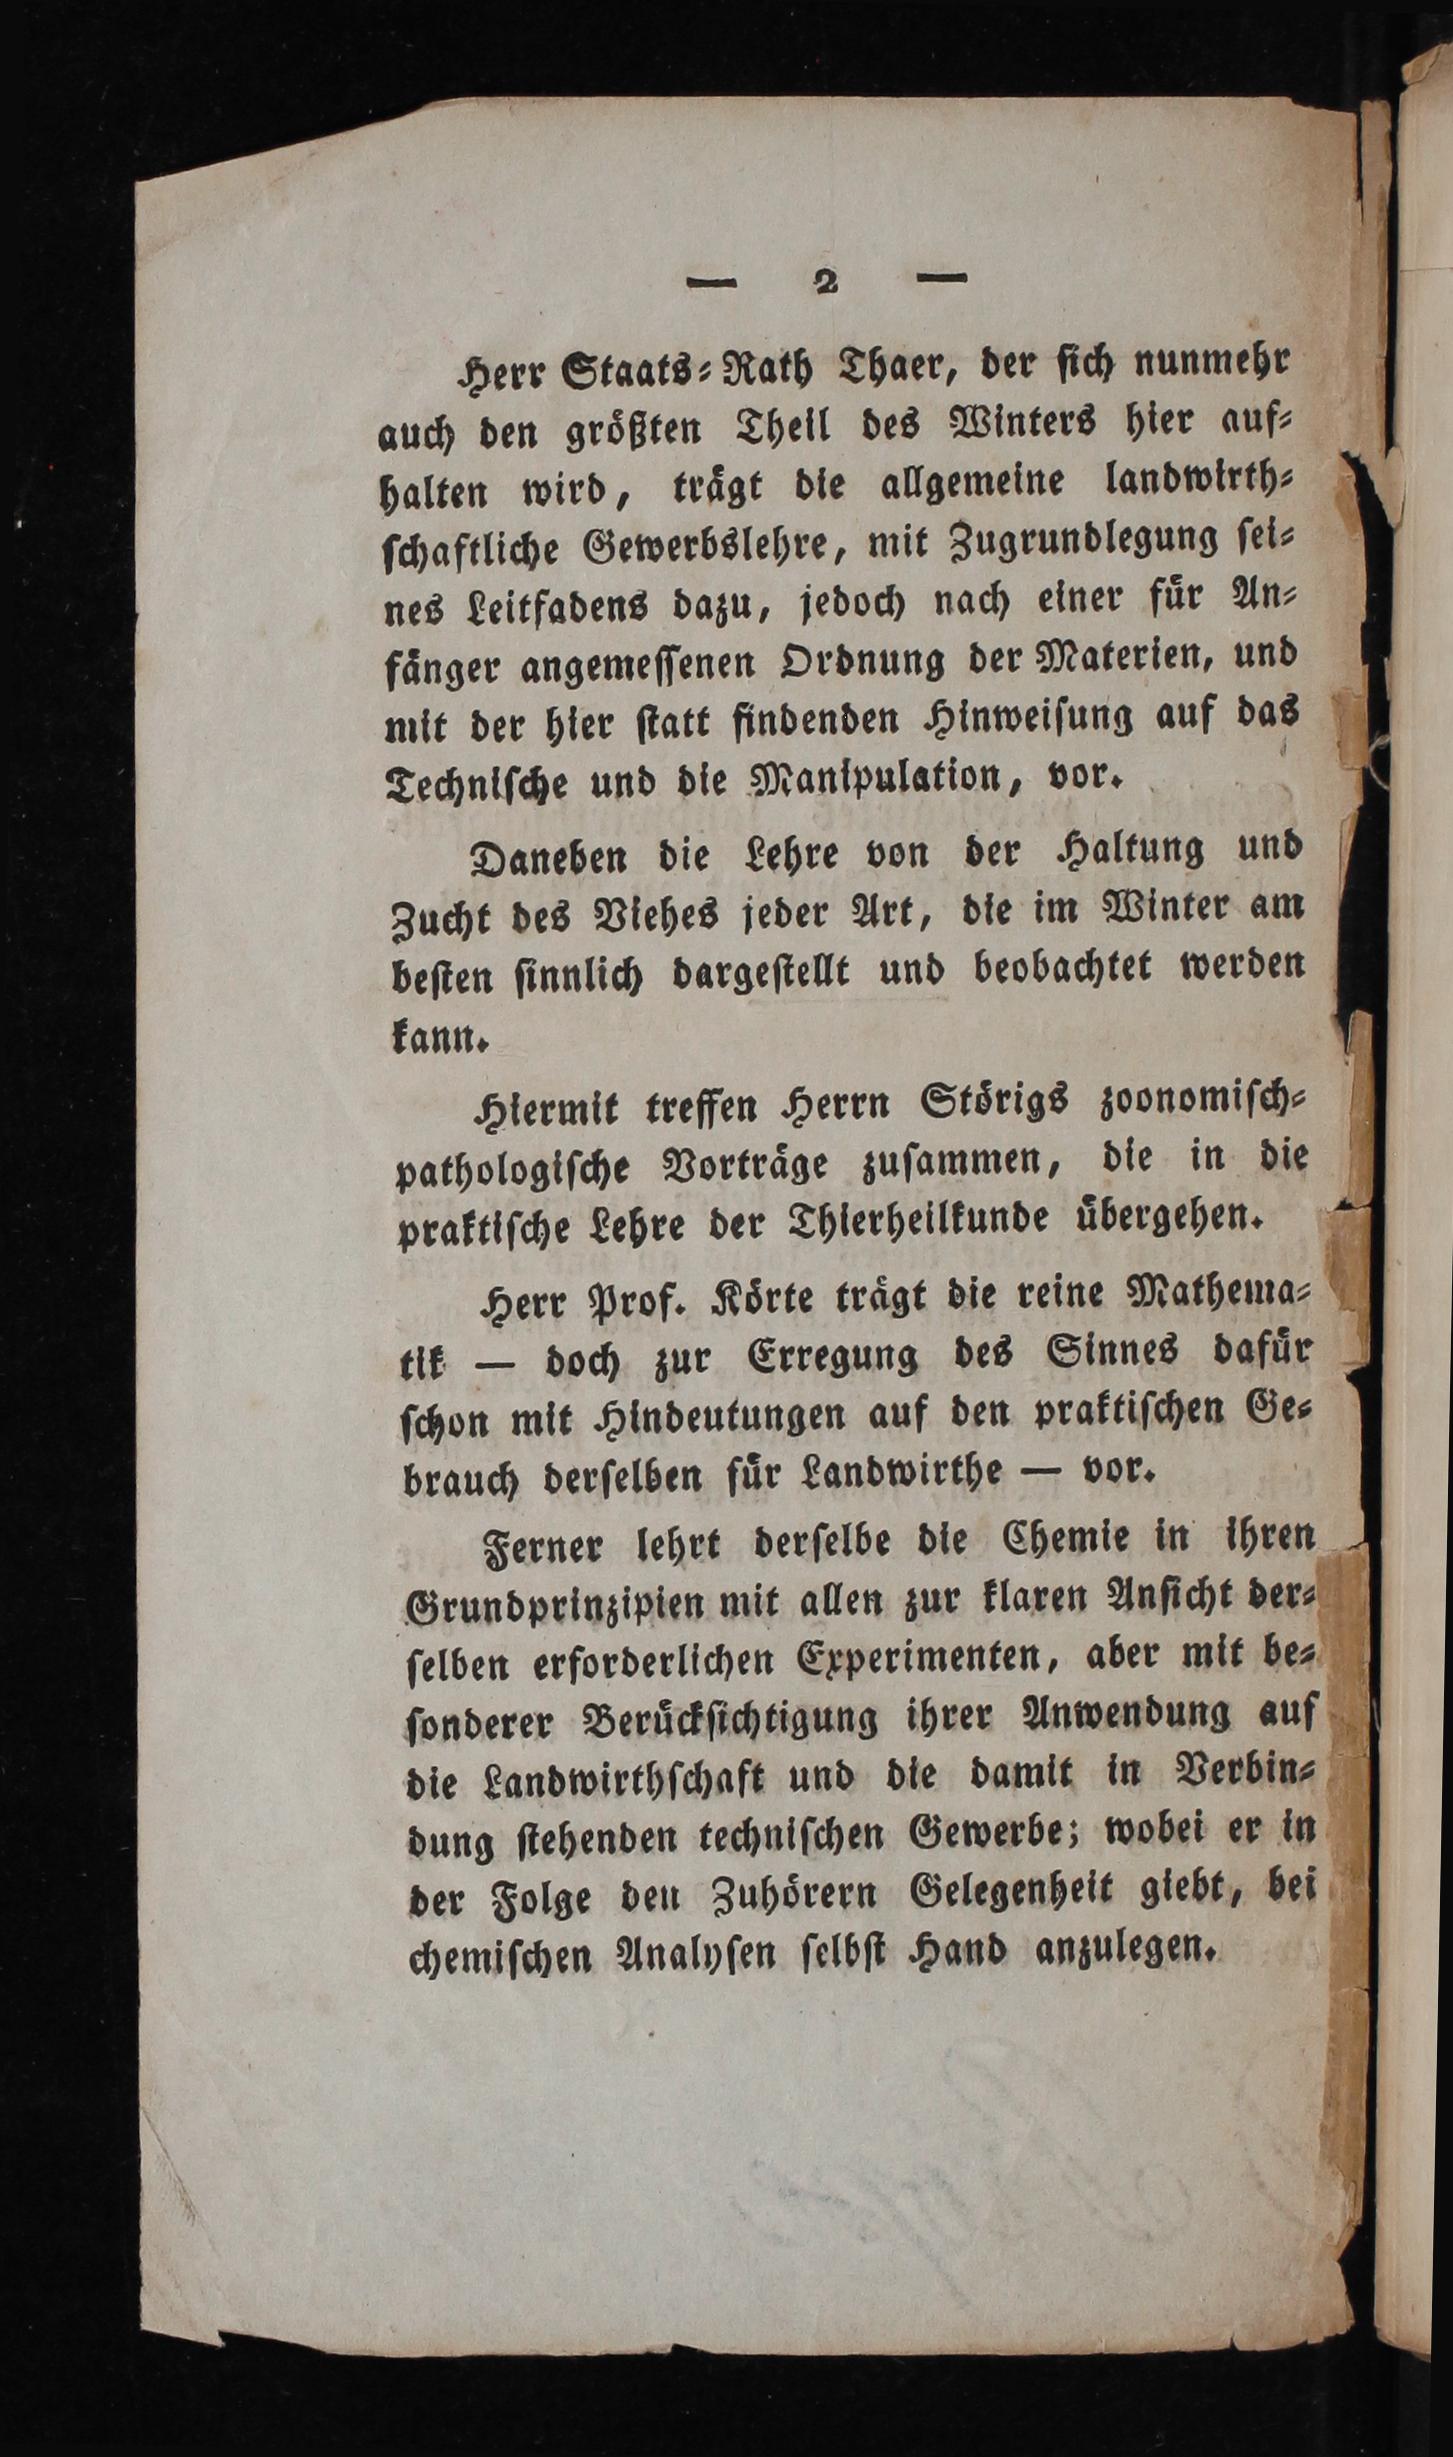 — 2 —
Herr Staats-Rath Thaer, der ſich nunmehr
auch den größten Theil des Winters hier auf-
halten wird, trägt die allgemeine landwirth-
ſchaftliche Gewerbslehre, mit Zugrundlegung ſei-
nes Leitfadens dazu, jedoch nach einer für An-
fänger angemeſſenen Ordnung der Materien, und
mit der hier ſtatt findenden Hinweiſung auf das
Techniſche und die Manipulation, vor.
Daneben die Lehre von der Haltung und
Zucht des Viehes jeder Art, die im Winter am
beſten ſinnlich dargeſtellt und beobachtet werden
kann.
Hiermit treffen Herrn Störigs zoonomiſch-
pathologiſche Vorträge zuſammen, die in die
praktiſche Lehre der Thierheilkunde übergehen.
Herr Prof. Körte trägt die reine Mathema-
tik — doch zur Erregung des Sinnes dafür
ſchon mit Hindeutungen auf den praktiſchen Ge-
brauch derſelben für Landwirthe — vor.
Ferner lehrt derſelbe die Chemie in ihren
Grundprinzipien mit allen zur klaren Anſicht der-
ſelben erforderlichen Experimenten, aber mit be-
ſonderer Berückſichtigung ihrer Anwendung auf
die Landwirthſchaft und die damit in Verbin-
dung ſtehenden techniſchen Gewerbe; wobei er in
der Folge den Zuhörern Gelegenheit giebt, bei
chemiſchen Analyſen ſelbſt Hand anzulegen.